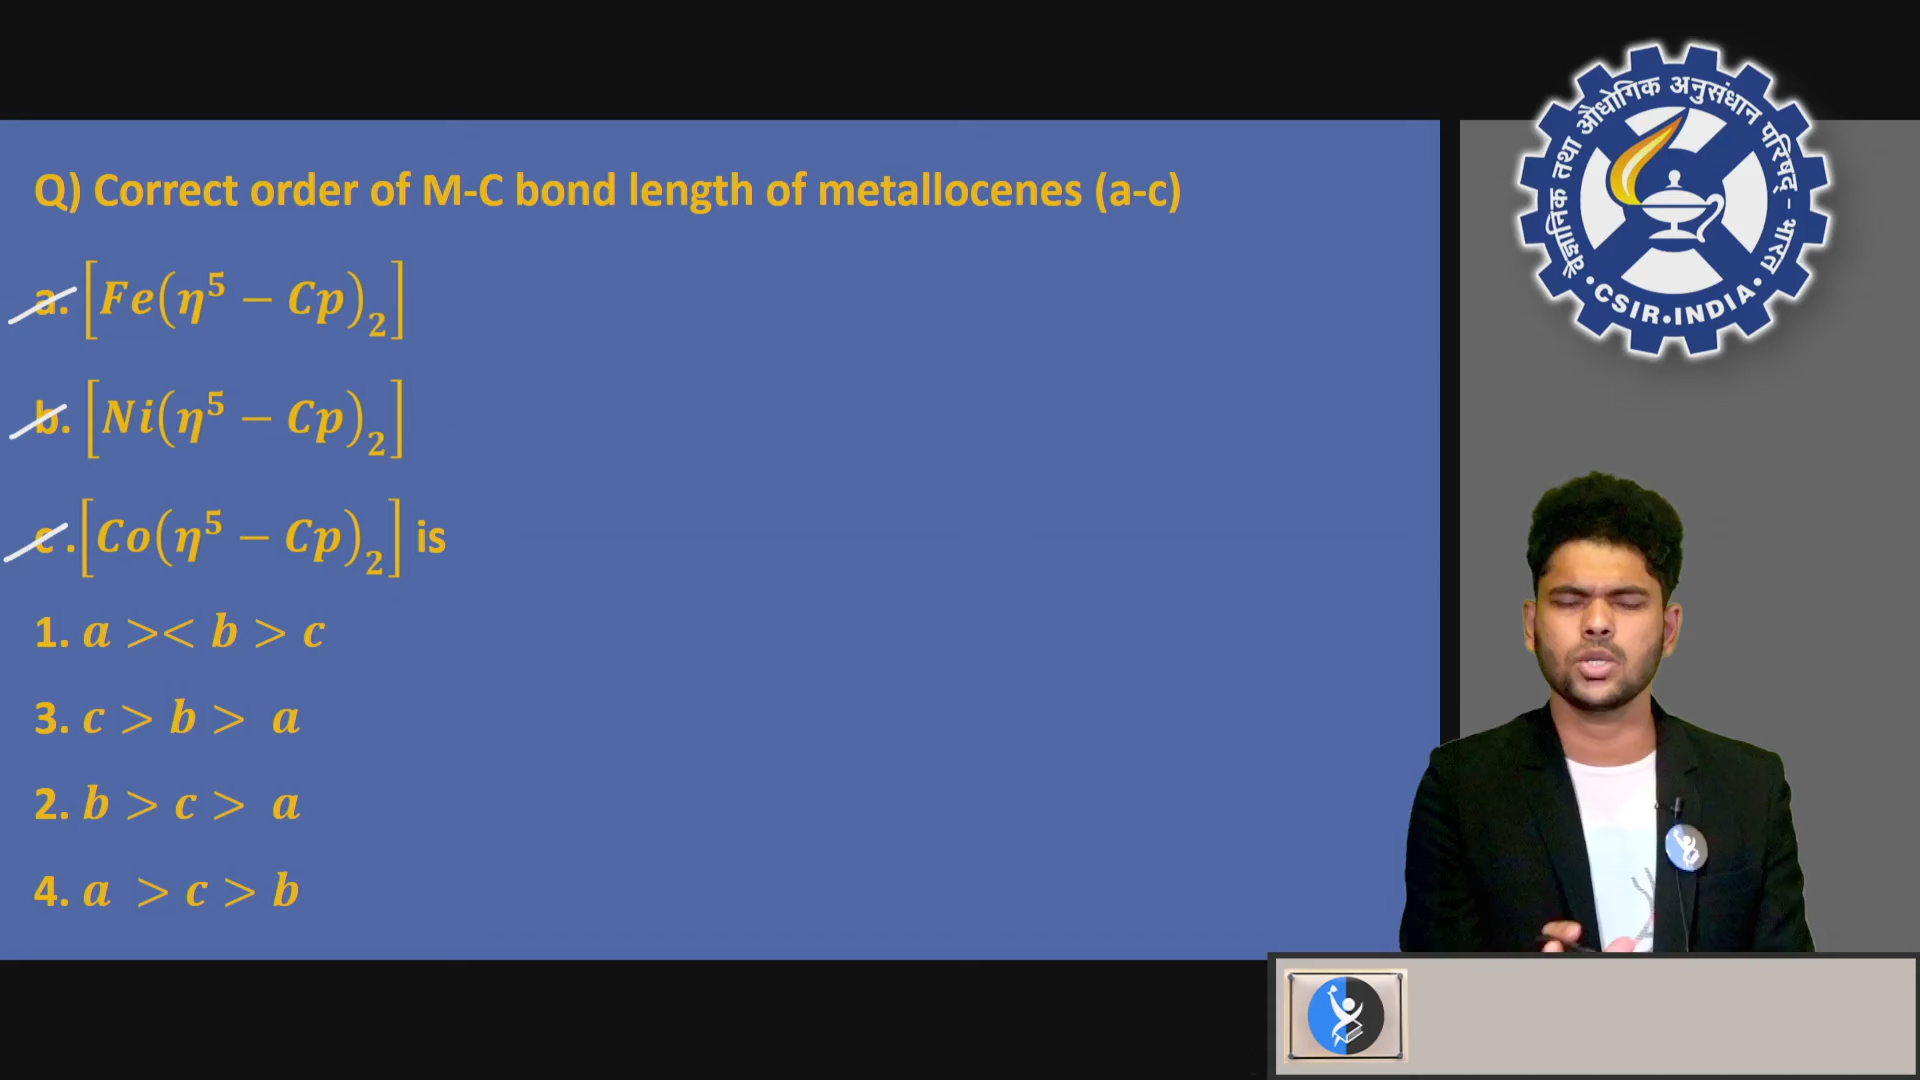 Q) Correct order of M-C bond length of metallocenes (a-c)
a. [Fe(η⁵ − Cp)₂]
b. [Ni(η⁵ − Cp)₂]
c .[Co(η⁵ − Cp)₂] is
1. a >< b > c
3. c > b > a
2. b > c > a
4. a > c > b
वैज्ञानिक तथा औद्योगिक अनुसंधान परिषद् - भारत
• CSIR•INDIA •